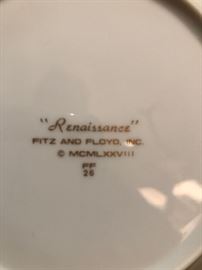 "Renaissance"
FITZ AND FLOYD, INC.
© MCMLXXVIII
FF
26